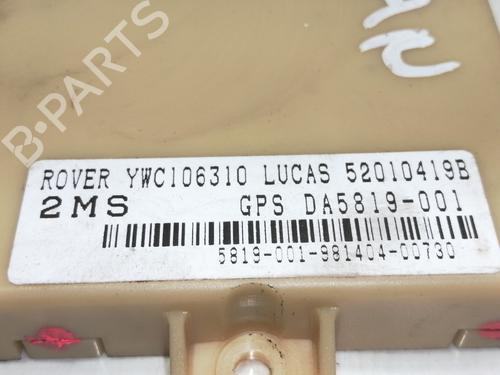 B-PARTS
ROVER YWC106310 LUCAS 52010419B
2MS GPS DA5819-001
5819-001-981404-00730